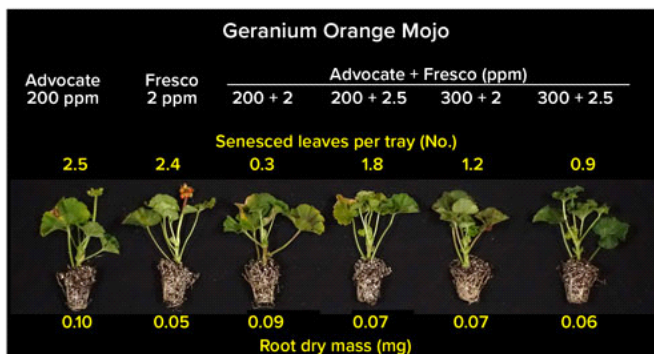 Geranium Orange Mojo
Advocate + Fresco (ppm)
Advocate 200 ppm
Fresco 2 ppm
200 + 2 200 + 2.5 300 + 2 300 + 2.5
Senesced leaves per tray (No.)
2.5 2.4 0.3 1.8 1.2 0.9
0.10 0.05 0.09 0.07 0.07 0.06
Root dry mass (mg)